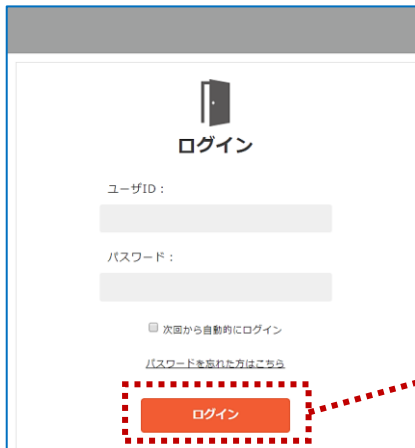 ログイン
ユーザID：
パスワード：
次回から自動的にログイン
パスワードを忘れた方はこちら
ログイン